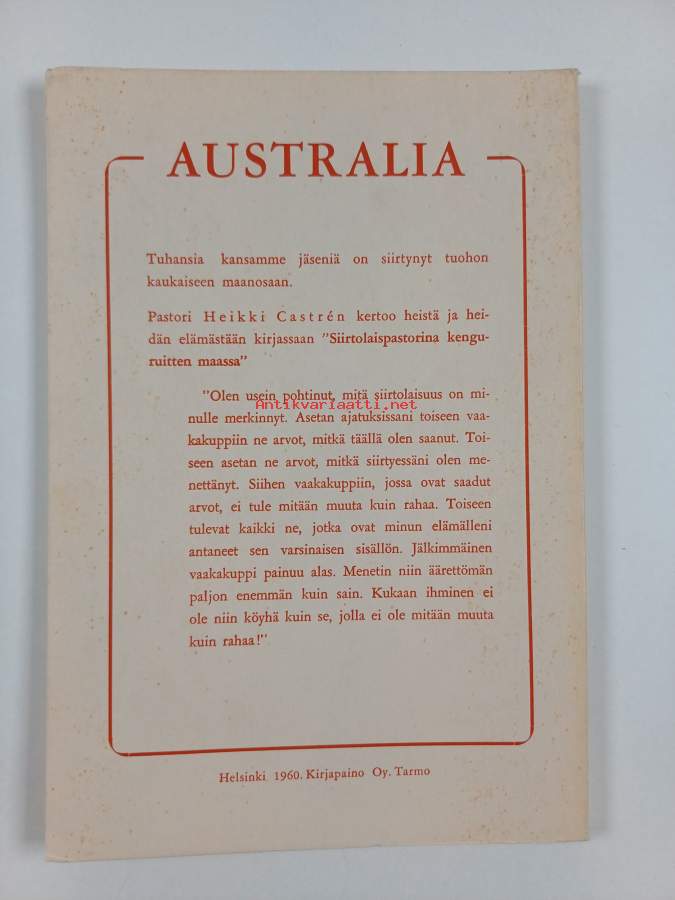 AUSTRALIA
Tuhansia kansamme jäseniä on siirtynyt tuohon
kaukaiseen maanosaan.
Pastori Heikki Castrén kertoo heistä ja hei-
dän elämästään kirjassaan "Siirtolaispastorina kengu-
ruitten maassa"
"Olen usein pohtinut, mitä siirtolaisuus on mi-
Antikvariaatti.net
nulle merkinnyt. Asetan ajatuksissani toiseen vaa-
kakuppiin ne arvot, mitkä täällä olen saanut. Toi-
seen asetan ne arvot, mitkä siirtyessäni olen me-
nettänyt. Siihen vaakakuppiin, jossa ovat saadut
arvot, ei tule mitään muuta kuin rahaa. Toiseen
tulevat kaikki ne, jotka ovat minun elämälleni
antaneet sen varsinaisen sisällön. Jälkimmäinen
vaakakuppi painuu alas. Menetin niin äärettömän
paljon enemmän kuin sain. Kukaan ihminen ei
ole niin köyhä kuin se, jolla ei ole mitään muuta
kuin rahaa!"
Helsinki 1960. Kirjapaino Oy. Tarmo